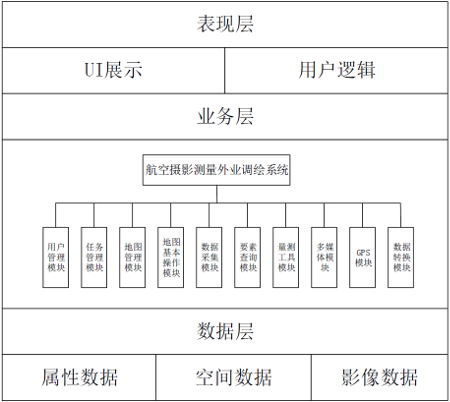 表现层
UI展示
用户逻辑
业务层
航空摄影测量外业调绘系统
用户
管理
模块
任务
管理
模块
地图
管理
模块
地图
基本
操作
模块
数据
采集
模块
要素
查询
模块
量测
工具
模块
多媒
体模
块
GPS
模块
数据
转换
模块
数据层
属性数据
空间数据
影像数据